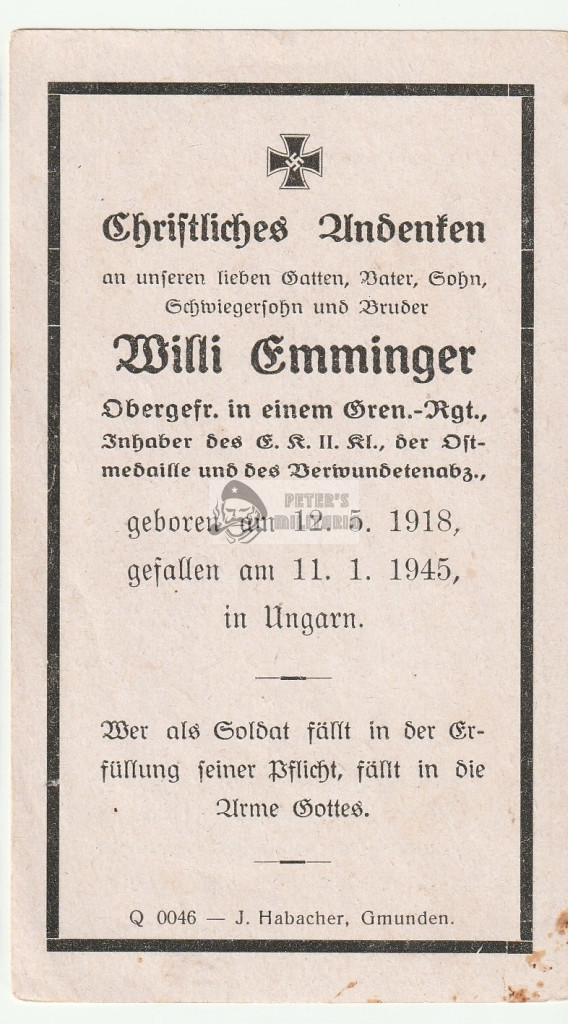 Christliches Andenken
an unseren lieben Gatten, Vater, Sohn,
Schwiegersohn und Bruder
Willi Emminger
Obergefr. in einem Gren.-Rgt.,
Inhaber des E. K. II. Kl., der Ost-
medaille und des Verwundetenabz.,
PETER'S
MILITARIA
geboren am 12. 5. 1918,
gefallen am 11. 1. 1945,
in Ungarn.
Wer als Soldat fällt in der Er-
füllung seiner Pflicht, fällt in die
Arme Gottes.
Q 0046 — J. Habacher, Gmunden.